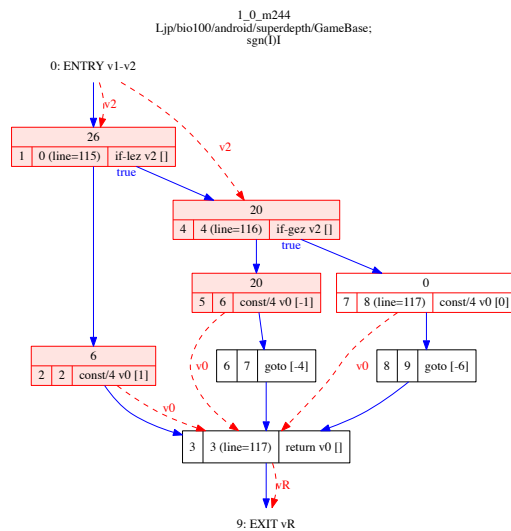 1_0_m244
Ljp/bio100/android/superdepth/GameBase;
sgn(I)I
0: ENTRY v1-v2
v2
26
1 0 (line=115) if-lez v2 []
true
v2
20
4 4 (line=116) if-gez v2 []
true
20
5 6 const/4 v0 [-1]
0
7 8 (line=117) const/4 v0 [0]
6
2 2 const/4 v0 [1]
v0
6 7 goto [-4]
v0
8 9 goto [-6]
v0
3 3 (line=117) return v0 []
vR
9: EXIT vR